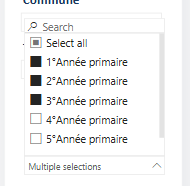 Commune
Search
Select all
1°Année primaire
2°Année primaire
3°Année primaire
4°Année primaire
5°Année primaire
Multiple selections